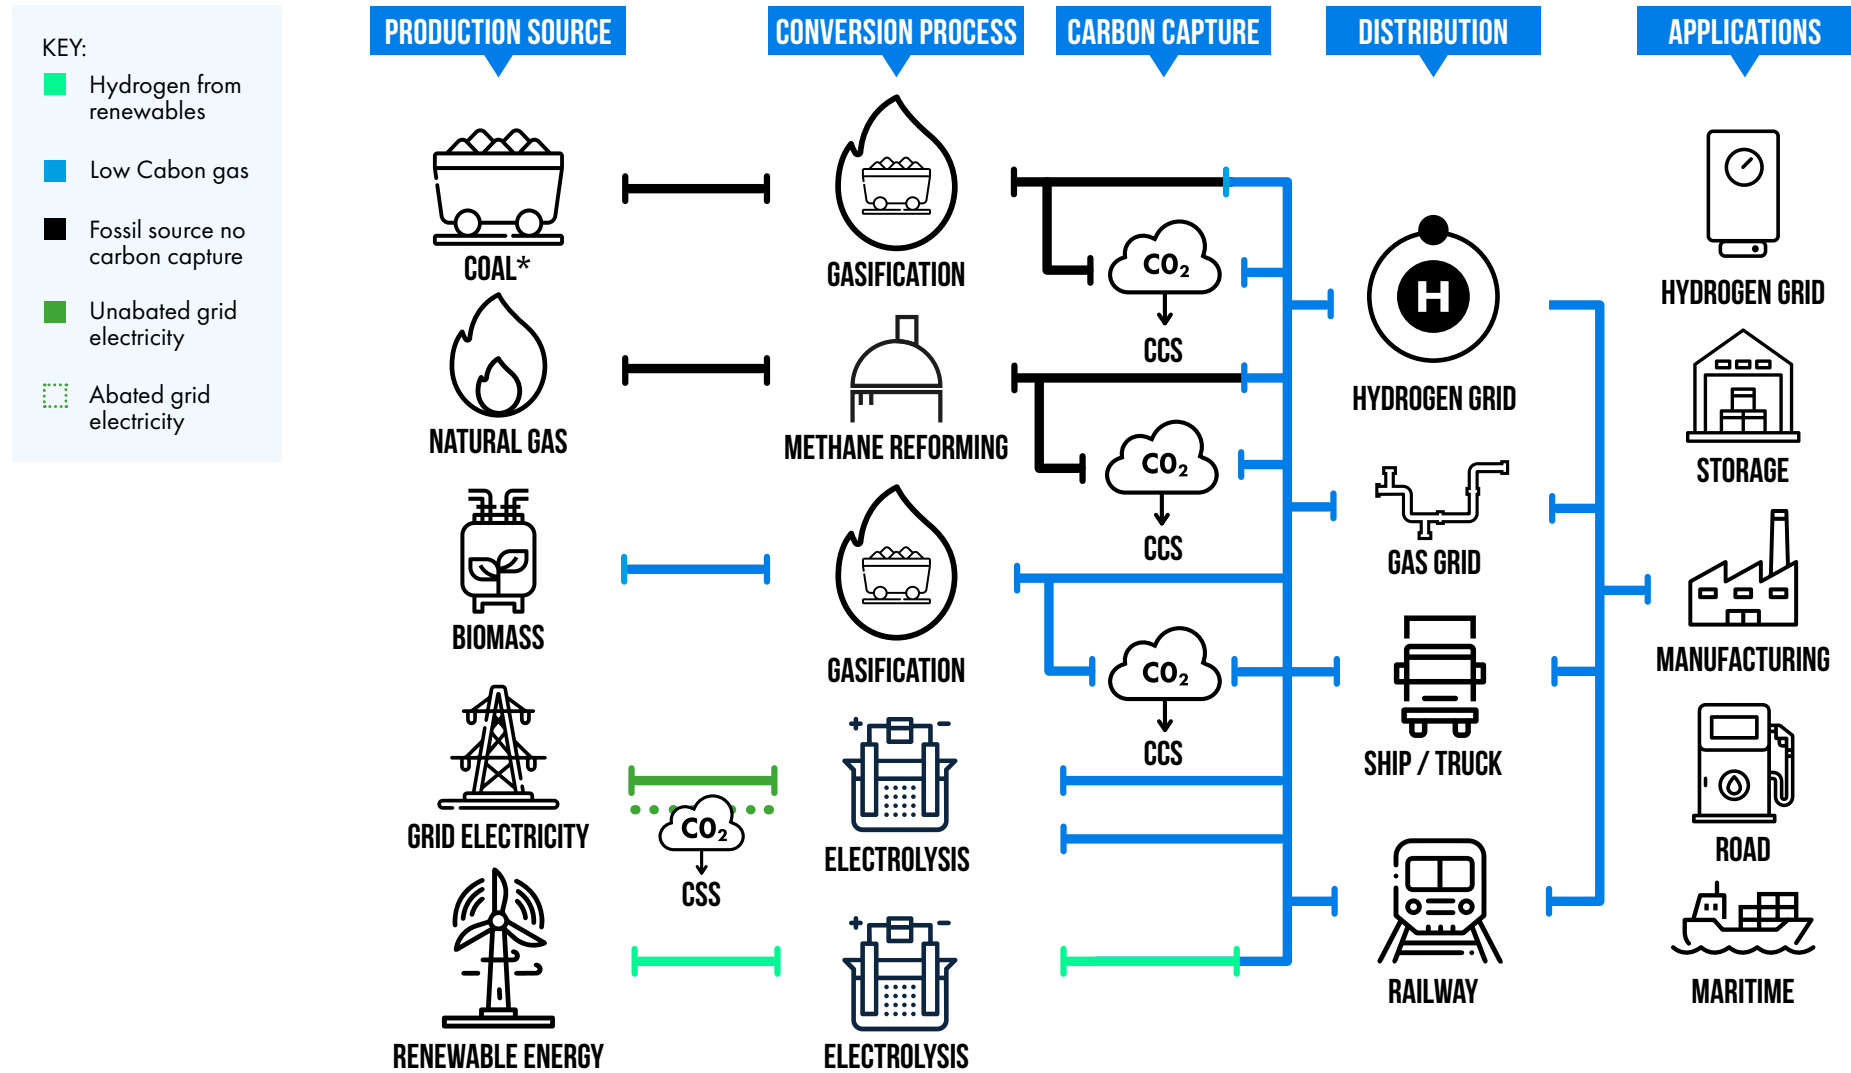 KEY:
Hydrogen from
renewables
Low Cabon gas
Fossil source no
carbon capture
Unabated grid
electricity
Abated grid
electricity
PRODUCTION SOURCE
COAL*
NATURAL GAS
BIOMASS
GRID ELECTRICITY
RENEWABLE ENERGY
CO₂
CSS
CONVERSION PROCESS
GASIFICATION
METHANE REFORMING
GASIFICATION
+ −
ELECTROLYSIS
+ −
ELECTROLYSIS
CARBON CAPTURE
CO₂
CCS
CO₂
CCS
CO₂
CCS
DISTRIBUTION
H
HYDROGEN GRID
GAS GRID
SHIP / TRUCK
RAILWAY
APPLICATIONS
HYDROGEN GRID
STORAGE
MANUFACTURING
ROAD
MARITIME